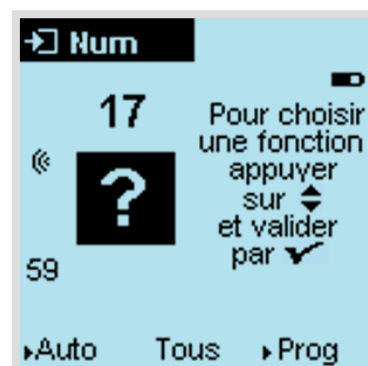 Num
17
Pour choisir
une fonction
appuyer
sur
et valider
par
?
59
Auto Tous Prog